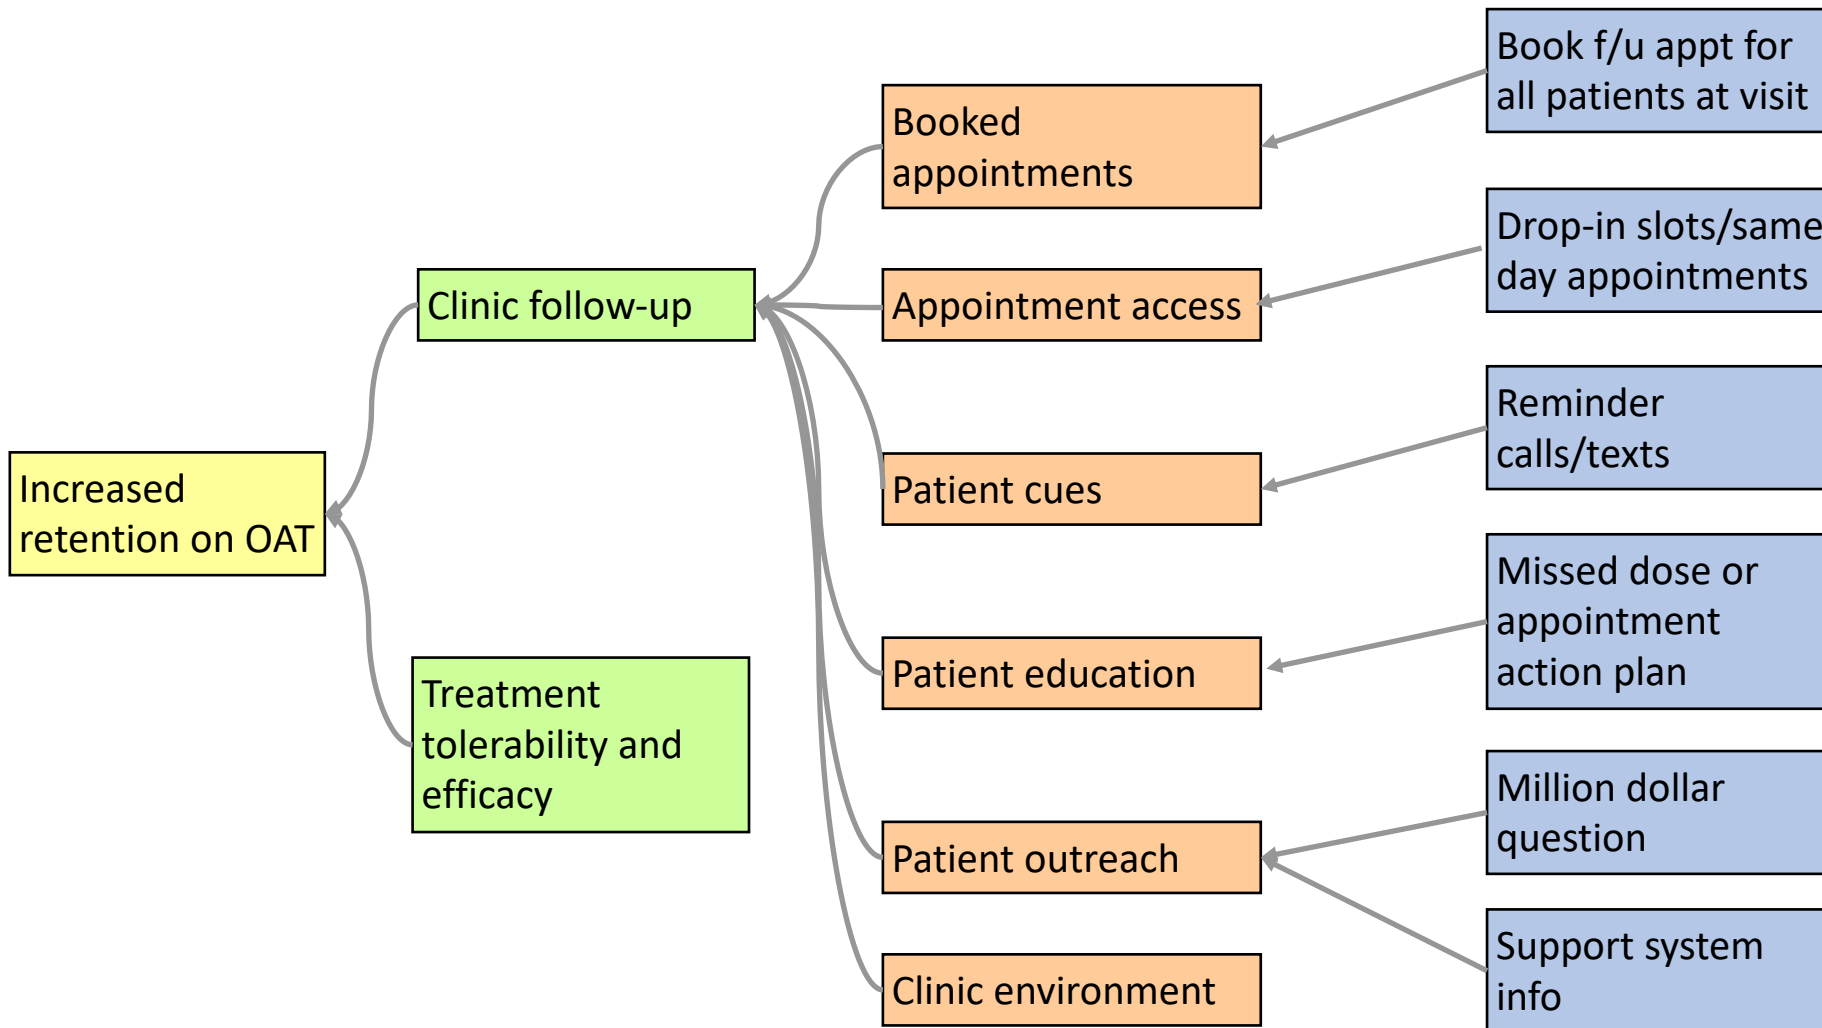 Increased
retention on OAT
Clinic follow-up
Treatment
tolerability and
efficacy
Booked
appointments
Appointment access
Patient cues
Patient education
Patient outreach
Clinic environment
Book f/u appt for
all patients at visit
Drop-in slots/same
day appointments
Reminder
calls/texts
Missed dose or
appointment
action plan
Million dollar
question
Support system
info